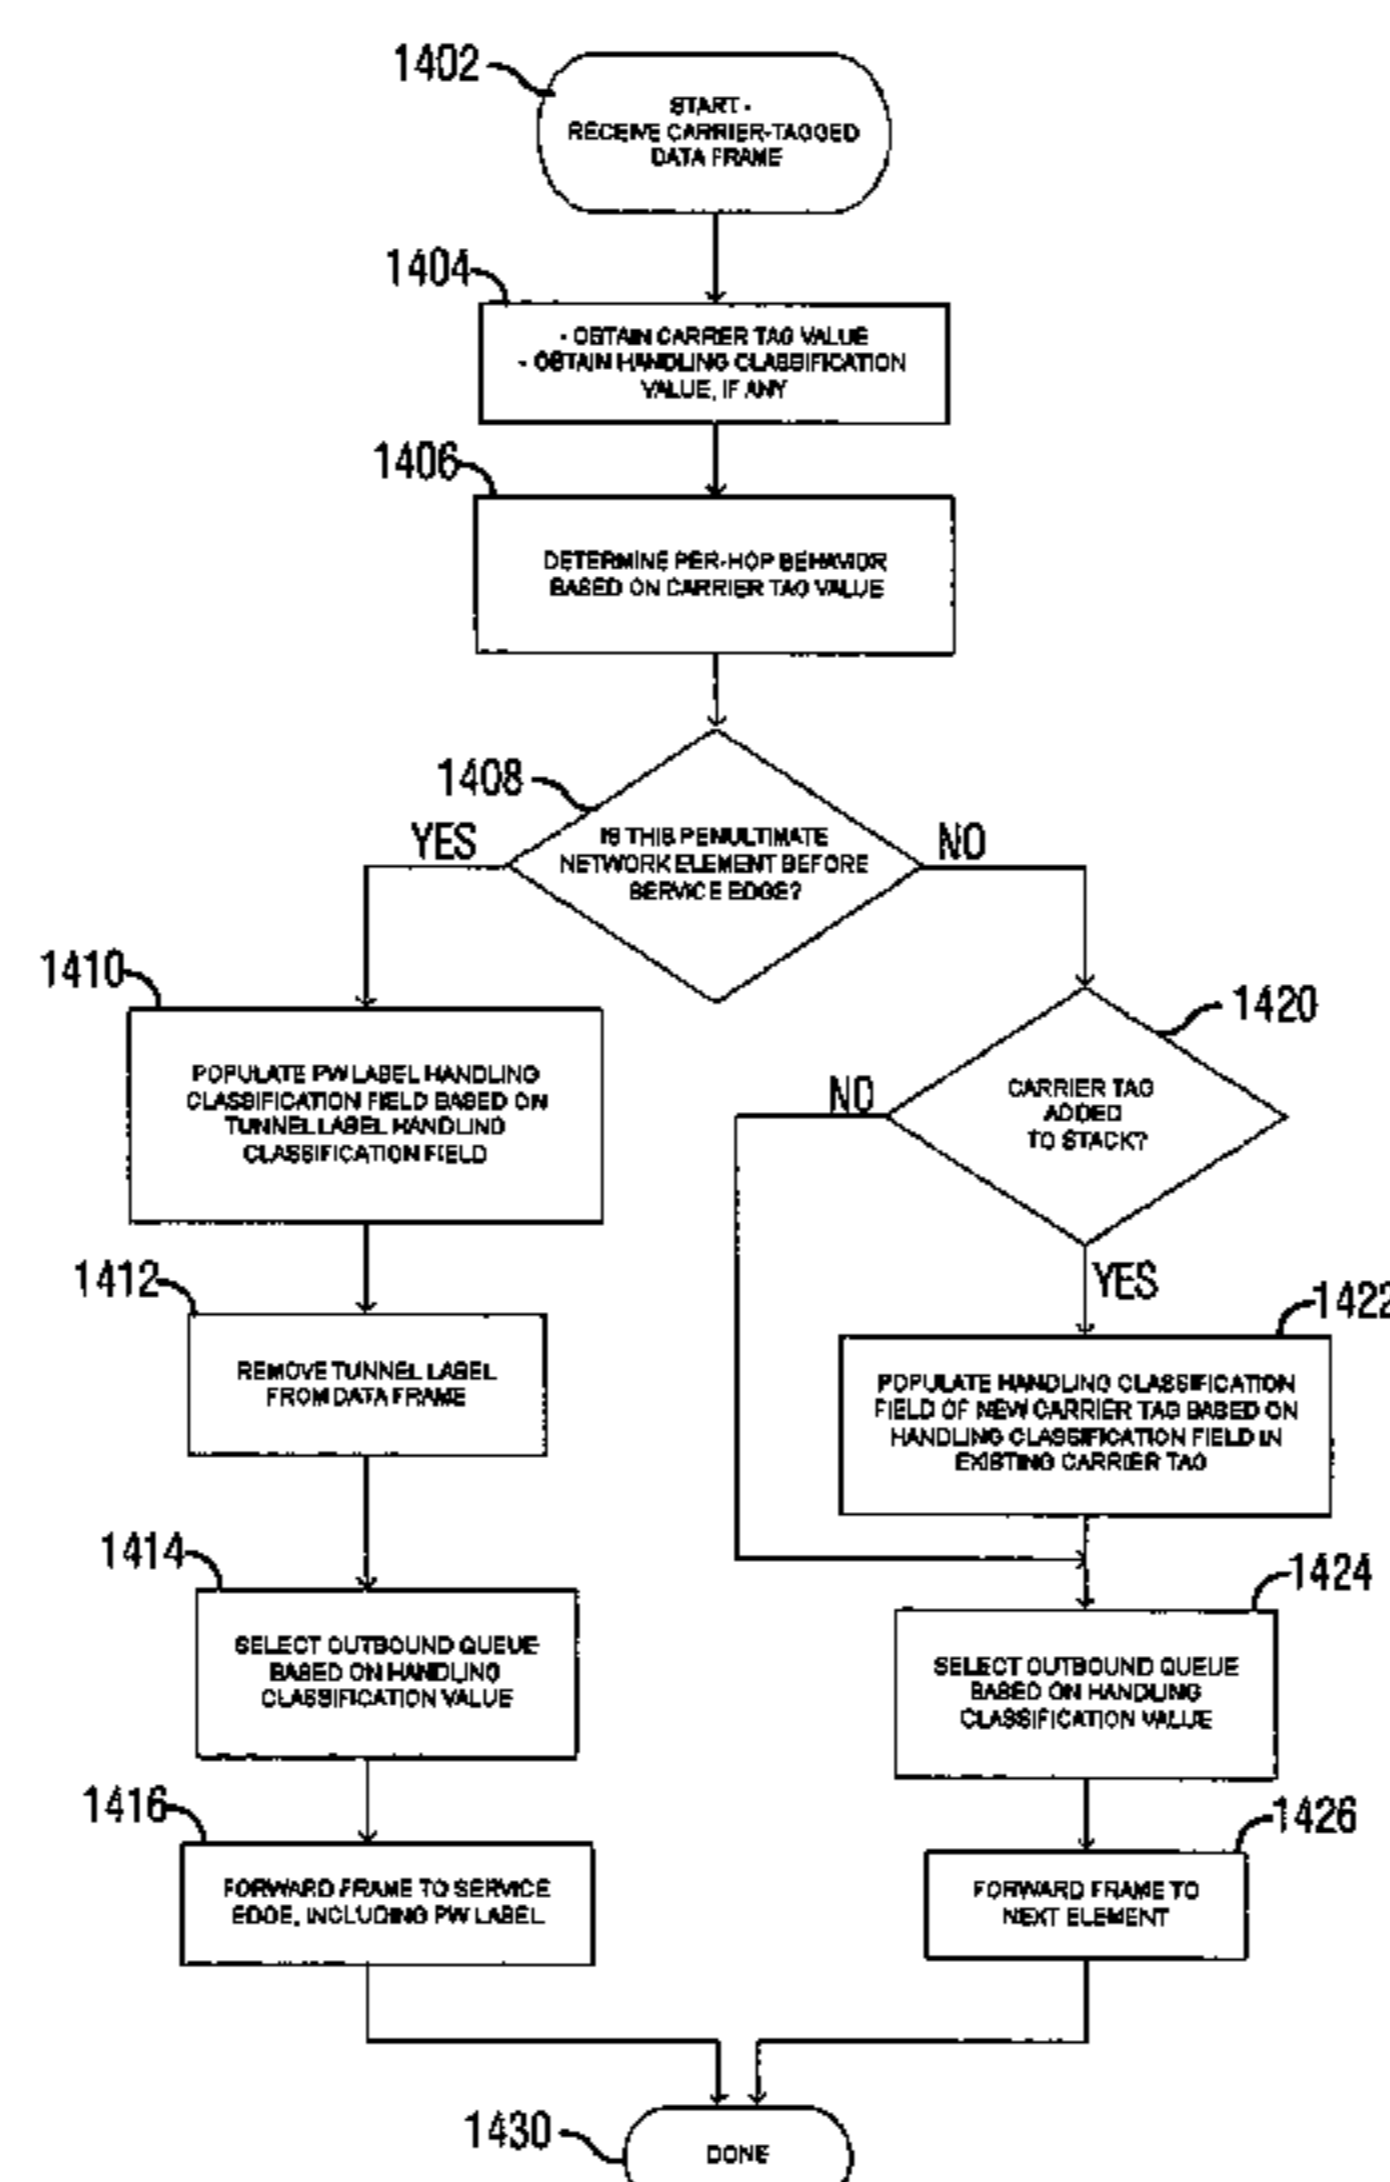 1402
START -
RECEIVE CARRIER-TAGGED
DATA FRAME
1404
- OBTAIN CARRIER TAG VALUE
- OBTAIN HANDLING CLASSIFICATION
VALUE, IF ANY
1406
DETERMINE PER-HOP BEHAVIOR
BASED ON CARRIER TAG VALUE
1408
IS THIS PENULTIMATE
NETWORK ELEMENT BEFORE
SERVICE EDGE?
YES
NO
1410
POPULATE PW LABEL HANDLING
CLASSIFICATION FIELD BASED ON
TUNNEL LABEL HANDLING
CLASSIFICATION FIELD
1412
REMOVE TUNNEL LABEL
FROM DATA FRAME
1414
SELECT OUTBOUND QUEUE
BASED ON HANDLING
CLASSIFICATION VALUE
1416
FORWARD FRAME TO SERVICE
EDGE, INCLUDING PW LABEL
1420
CARRIER TAG
ADDED
TO STACK?
NO
YES
1422
POPULATE HANDLING CLASSIFICATION
FIELD OF NEW CARRIER TAG BASED ON
HANDLING CLASSIFICATION FIELD IN
EXISTING CARRIER TAG
1424
SELECT OUTBOUND QUEUE
BASED ON HANDLING
CLASSIFICATION VALUE
1426
FORWARD FRAME TO
NEXT ELEMENT
1430
DONE